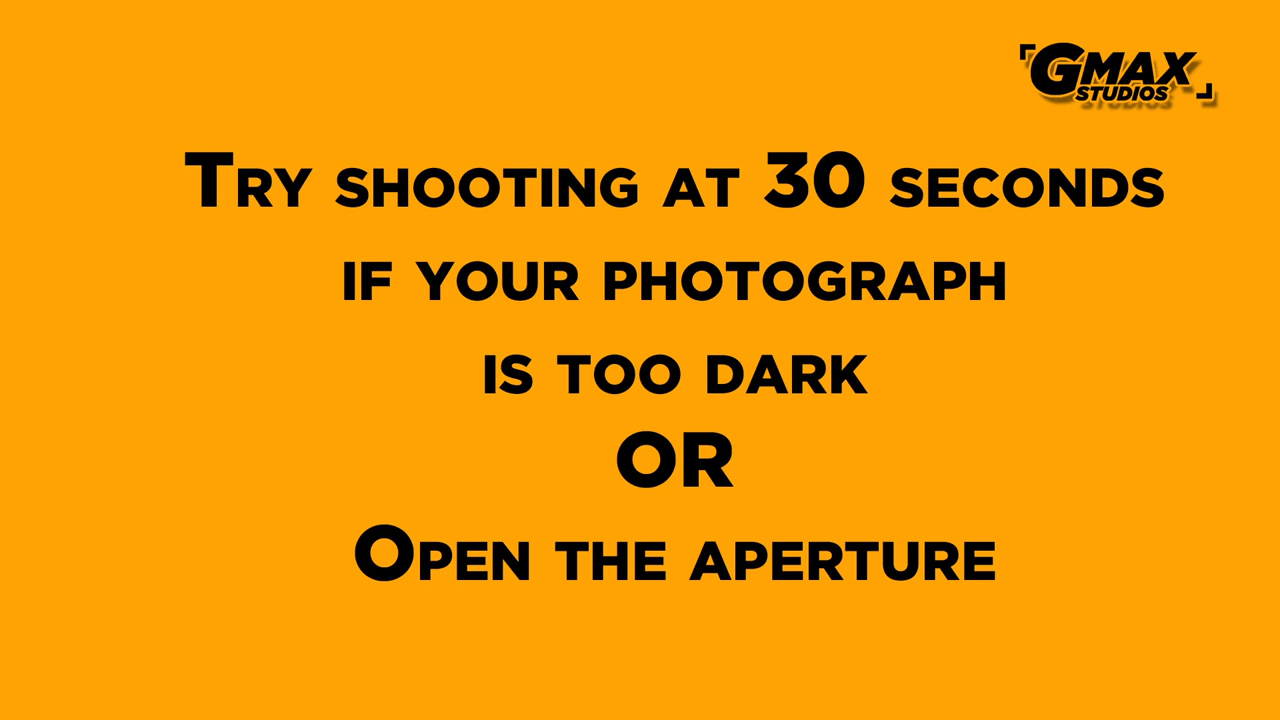 GMAX
STUDIOS
Try shooting at 30 seconds
if your photograph
is too dark
OR
Open the aperture